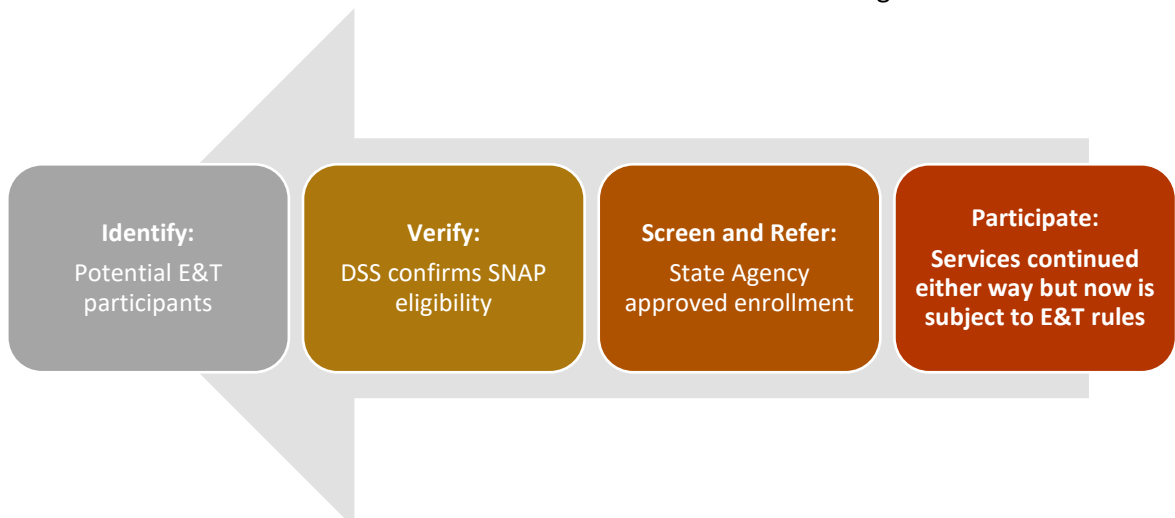 Identify:
Potential E&T
participants
Verify:
DSS confirms SNAP
eligibility
Screen and Refer:
State Agency
approved enrollment
Participate:
Services continued
either way but now is
subject to E&T rules